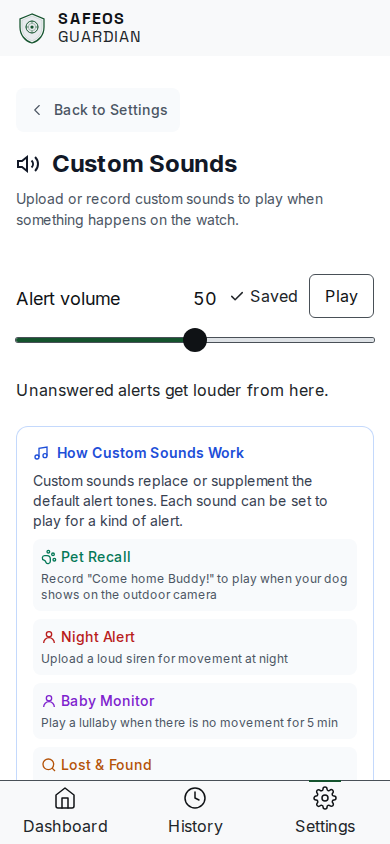 SAFEOS
GUARDIAN
Back to Settings
Custom Sounds
Upload or record custom sounds to play when
something happens on the watch.
Alert volume 50 Saved Play
Unanswered alerts get louder from here.
How Custom Sounds Work
Custom sounds replace or supplement the
default alert tones. Each sound can be set to
play for a kind of alert.
Pet Recall
Record "Come home Buddy!" to play when your dog
shows on the outdoor camera
Night Alert
Upload a loud siren for movement at night
Baby Monitor
Play a lullaby when there is no movement for 5 min
Lost & Found
Dashboard History Settings